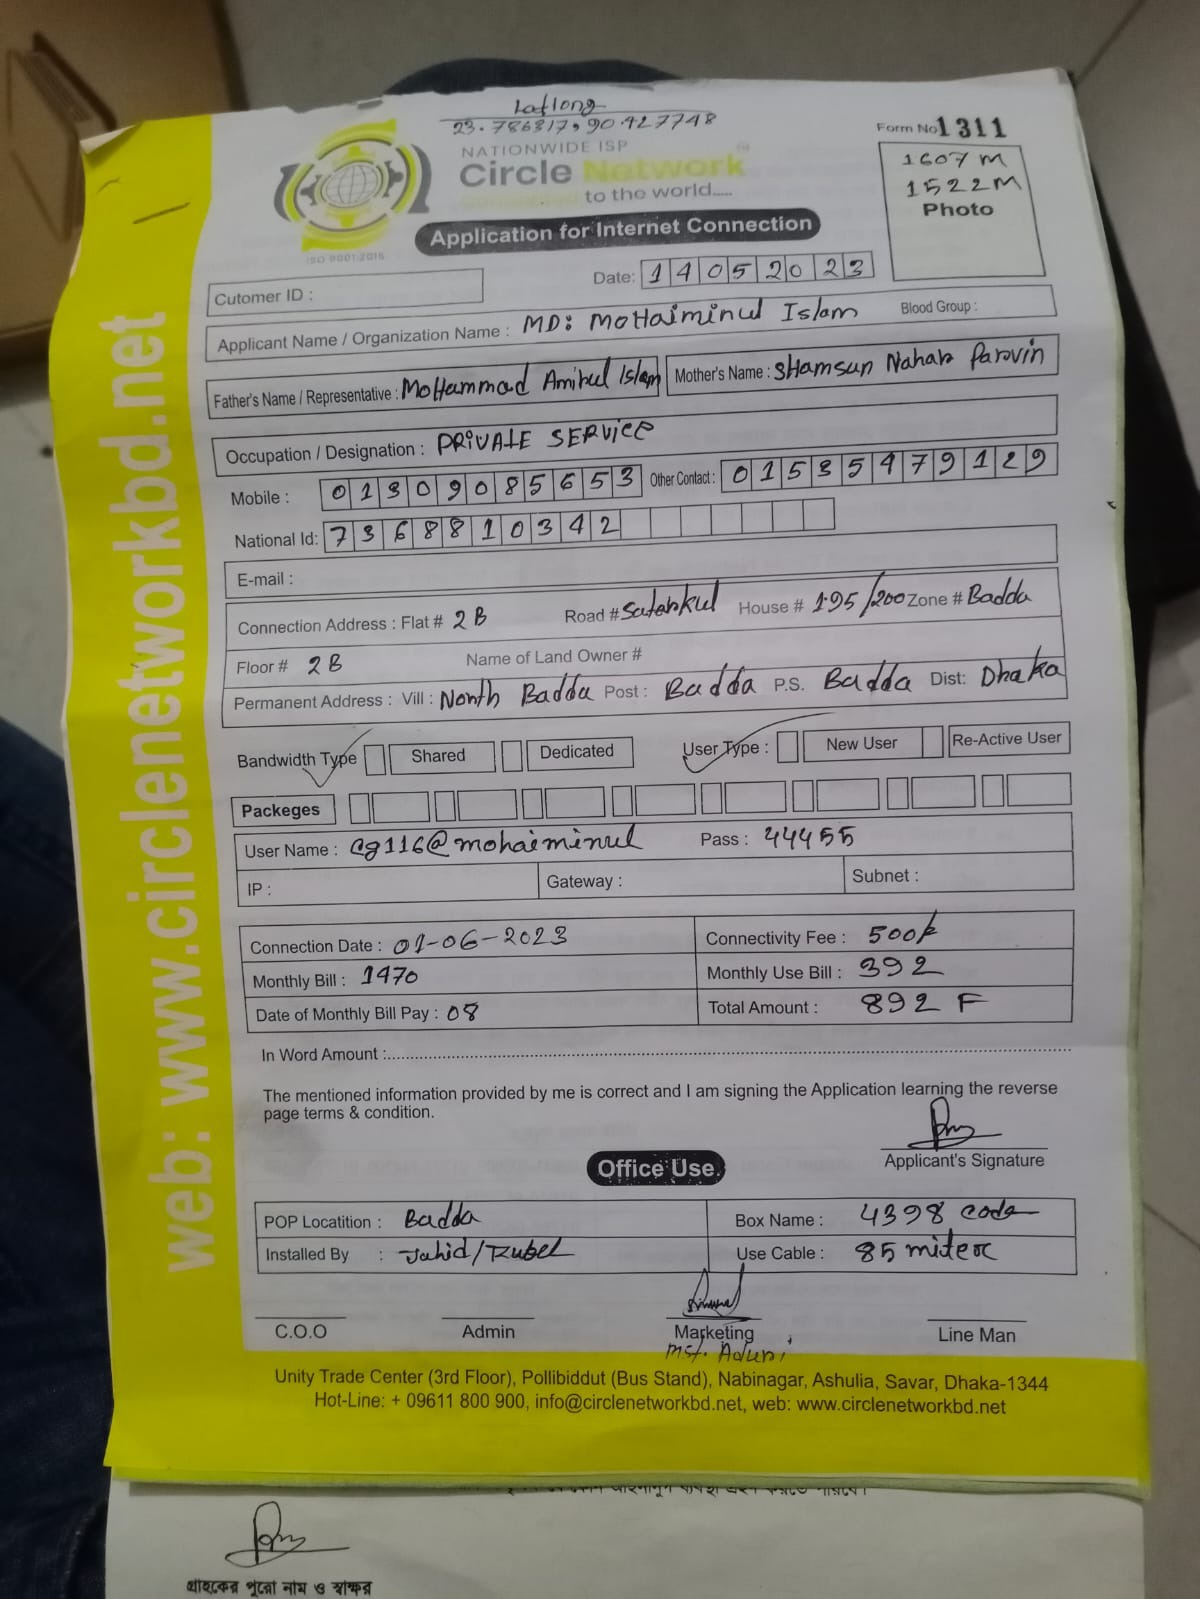 Latlong
23.786317, 90.427748
NATIONWIDE ISP
Circle Network
to the world.....
ISO 9001:2015
Form No 1311
1607 M
1522 M
Photo
Application for Internet Connection
Date: 14052023
Cutomer ID :
Applicant Name / Organization Name : MD: MoHaiminul Islam Blood Group :
Father's Name / Representative : MoHammad Amirul Islam Mother's Name : SHamsun Nahar Parvin
Occupation / Designation : PRIVATE SERVICE
Mobile : 01309085653 Other Contact : 01535479129
National Id: 7368810342
E-mail :
Connection Address : Flat # 2B Road # Satarkul House # 195/200 Zone # Badda
Floor # 2B Name of Land Owner #
Permanent Address : Vill : North Badda Post : Badda P.S. Badda Dist: Dhaka
Bandwidth Type Shared Dedicated User Type : New User Re-Active User
Packeges
User Name : cg116@mohaiminul Pass : 44455
IP : Gateway : Subnet :
Connection Date : 01-06-2023 Connectivity Fee : 500/-
Monthly Bill : 1470 Monthly Use Bill : 392
Date of Monthly Bill Pay : 08 Total Amount : 892 F
In Word Amount :
The mentioned information provided by me is correct and I am signing the Application learning the reverse
page terms & condition.
Applicant's Signature
Office Use
POP Locatition : Badda Box Name : 4398 code
Installed By : Jahid/Rubel Use Cable : 85 miter
C.O.O Admin Marketing Line Man
Mst. Aduri
Unity Trade Center (3rd Floor), Pollibiddut (Bus Stand), Nabinagar, Ashulia, Savar, Dhaka-1344
Hot-Line: + 09611 800 900, info@circlenetworkbd.net, web: www.circlenetworkbd.net
web: www.circlenetworkbd.net
গ্রাহকের পুরো নাম ও স্বাক্ষর